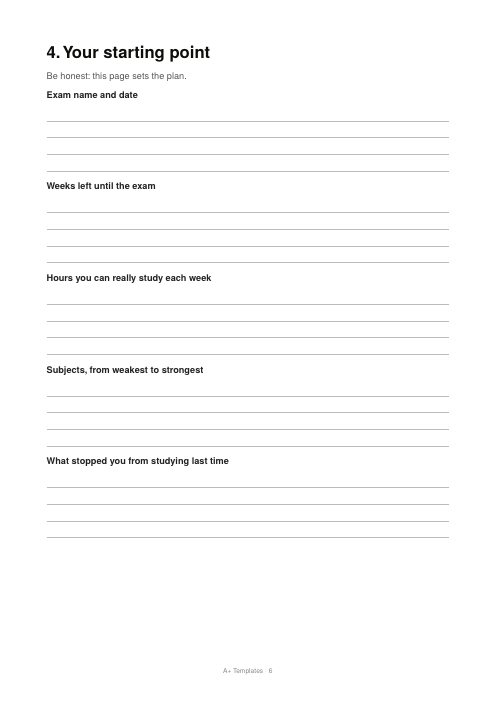 4. Your starting point
Be honest: this page sets the plan.
Exam name and date
Weeks left until the exam
Hours you can really study each week
Subjects, from weakest to strongest
What stopped you from studying last time
A+ Templates 6